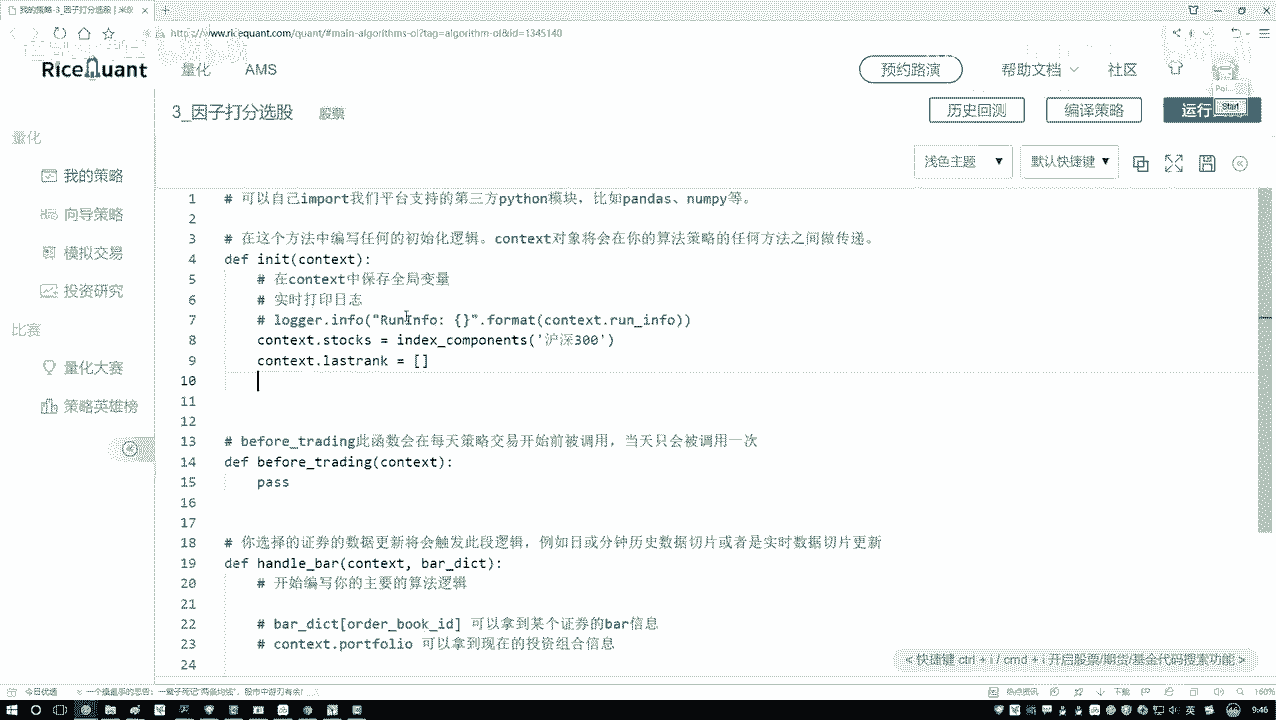 我的策略-3_因子打分选股 | 米
https://www.ricequant.com/quant/#main-algorithms-ol?tag=algorithm-ol&id=1345140
RiceQuant 量化 AMS 预约路演 帮助文档 社区
3_因子打分选股 股票 历史回测 编译策略 运行
Start
量化
浅色主题 默认快捷键
我的策略
向导策略
模拟交易
投资研究
比赛
量化大赛
策略英雄榜
1 # 可以自己import我们平台支持的第三方python模块，比如pandas、numpy等。
2
3 # 在这个方法中编写任何的初始化逻辑。context对象将会在你的算法策略的任何方法之间做传递。
4 def init(context):
5 # 在context中保存全局变量
6 # 实时打印日志
7 # logger.info("RunInfo: {}".format(context.run_info))
8 context.stocks = index_components('沪深300')
9 context.lastrank = []
10
11
12
13 # before_trading此函数会在每天策略交易开始前被调用，当天只会被调用一次
14 def before_trading(context):
15 pass
16
17
18 # 你选择的证券的数据更新将会触发此段逻辑，例如日或分钟历史数据切片或者是实时数据切片更新
19 def handle_bar(context, bar_dict):
20 # 开始编写你的主要的算法逻辑
21
22 # bar_dict[order_book_id] 可以拿到某个证券的bar信息
23 # context.portfolio 可以拿到现在的投资组合信息
24
<快捷键 ctrl + i / cmd + i 开启股票/期货/基金代码搜索功能>
今日优选
热点资讯 下载 160%
英 9:46